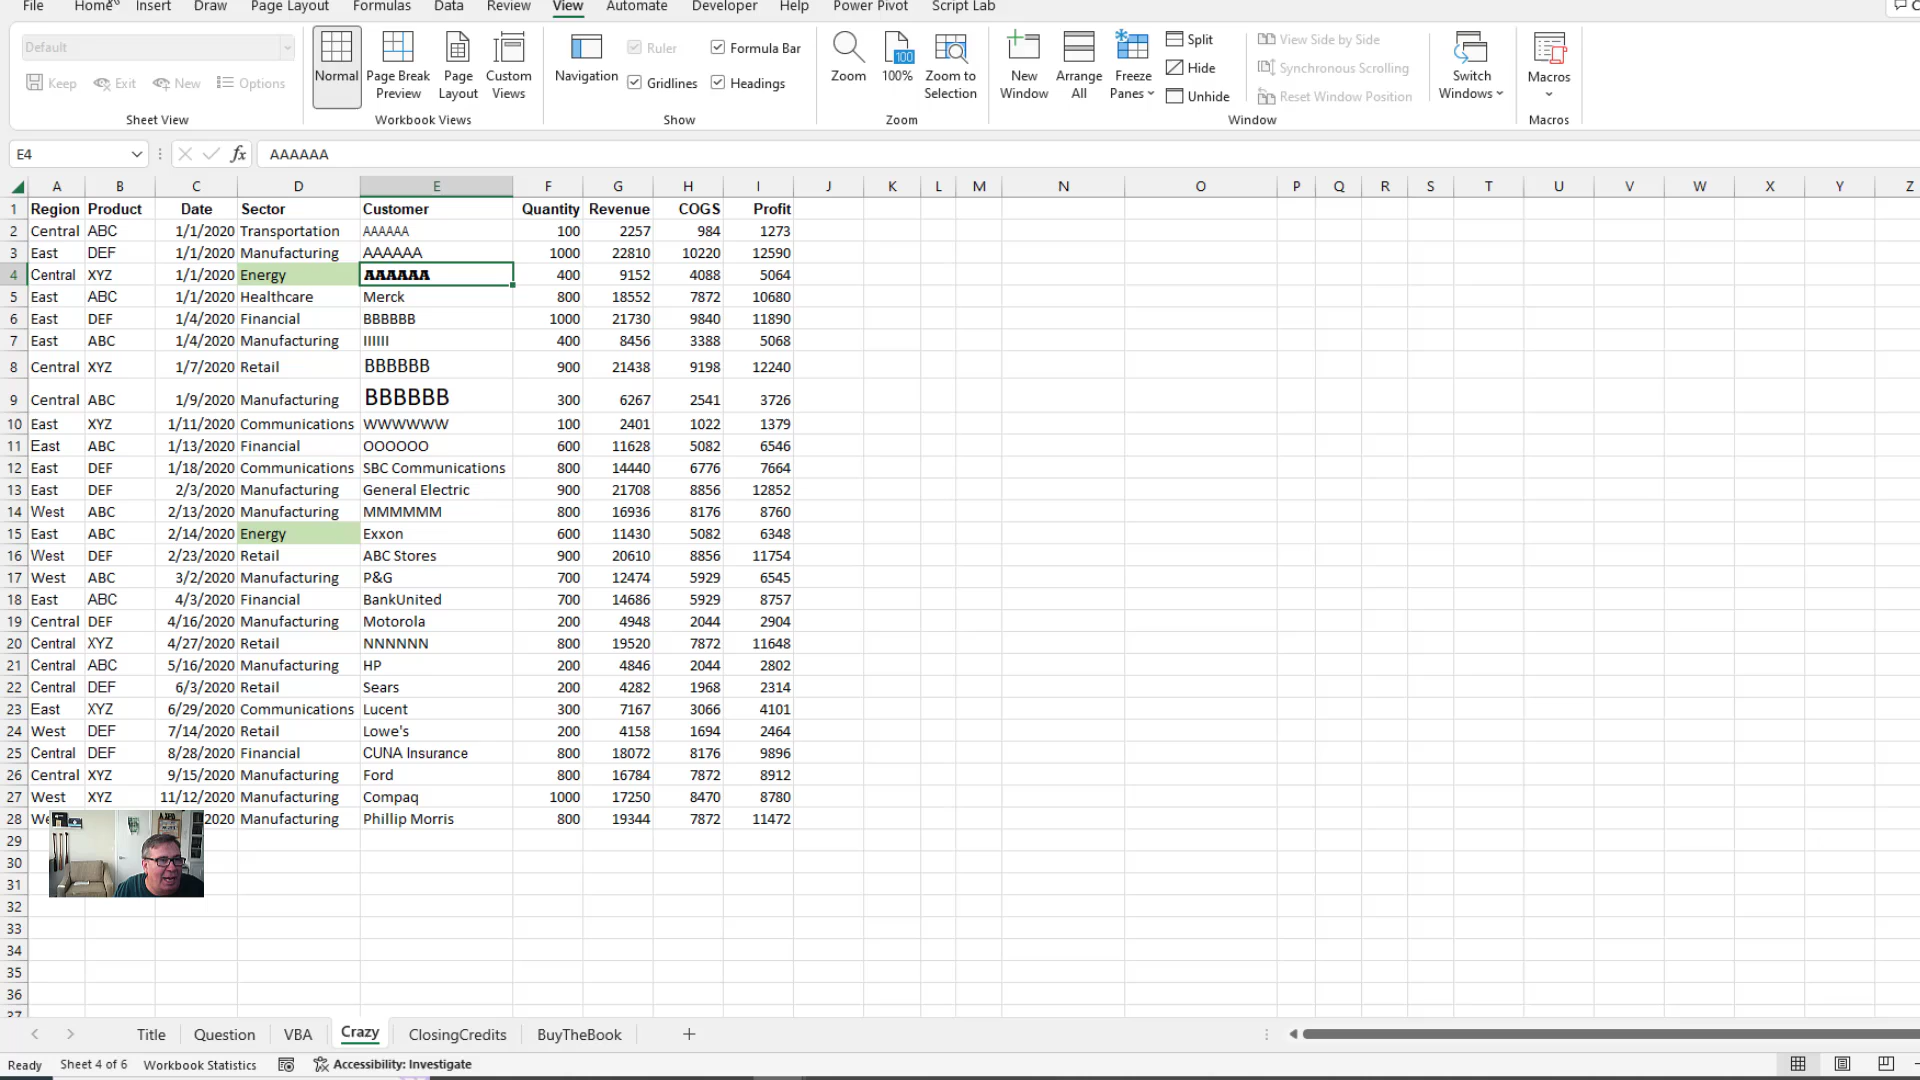 File Home Insert Draw Page Layout Formulas Data Review View Automate Developer Help Power Pivot Script Lab
Default
Keep Exit New Options
Sheet View
Normal Page Break Preview Page Layout Custom Views
Workbook Views
Navigation Ruler Formula Bar
Gridlines Headings
Show
Zoom 100 100% Zoom to Selection
Zoom
New Window Arrange All Freeze Panes
Split
Hide
Unhide
View Side by Side
Synchronous Scrolling
Reset Window Position
Switch Windows
Window
Macros
Macros
E4 fx AAAAAA
A B C D E F G H I J K L M N O P Q R S T U V W X Y Z
1 Region Product Date Sector Customer Quantity Revenue COGS Profit
2 Central ABC 1/1/2020 Transportation AAAAAA 100 2257 984 1273
3 East DEF 1/1/2020 Manufacturing AAAAAA 1000 22810 10220 12590
4 Central XYZ 1/1/2020 Energy AAAAAA 400 9152 4088 5064
5 East ABC 1/1/2020 Healthcare Merck 800 18552 7872 10680
6 East DEF 1/4/2020 Financial BBBBBB 1000 21730 9840 11890
7 East ABC 1/4/2020 Manufacturing IIIIII 400 8456 3388 5068
8 Central XYZ 1/7/2020 Retail BBBBBB 900 21438 9198 12240
9 Central ABC 1/9/2020 Manufacturing BBBBBB 300 6267 2541 3726
10 East XYZ 1/11/2020 Communications WWWWWW 100 2401 1022 1379
11 East ABC 1/13/2020 Financial OOOOOO 600 11628 5082 6546
12 East DEF 1/18/2020 Communications SBC Communications 800 14440 6776 7664
13 East DEF 2/3/2020 Manufacturing General Electric 900 21708 8856 12852
14 West ABC 2/13/2020 Manufacturing MMMMMM 800 16936 8176 8760
15 East ABC 2/14/2020 Energy Exxon 600 11430 5082 6348
16 West DEF 2/23/2020 Retail ABC Stores 900 20610 8856 11754
17 West ABC 3/2/2020 Manufacturing P&G 700 12474 5929 6545
18 East ABC 4/3/2020 Financial BankUnited 700 14686 5929 8757
19 Central DEF 4/16/2020 Manufacturing Motorola 200 4948 2044 2904
20 Central XYZ 4/27/2020 Retail NNNNNN 800 19520 7872 11648
21 Central ABC 5/16/2020 Manufacturing HP 200 4846 2044 2802
22 Central DEF 6/3/2020 Retail Sears 200 4282 1968 2314
23 East XYZ 6/29/2020 Communications Lucent 300 7167 3066 4101
24 West DEF 7/14/2020 Retail Lowe's 200 4158 1694 2464
25 Central DEF 8/28/2020 Financial CUNA Insurance 800 18072 8176 9896
26 Central XYZ 9/15/2020 Manufacturing Ford 800 16784 7872 8912
27 West XYZ 11/12/2020 Manufacturing Compaq 1000 17250 8470 8780
28 We 2020 Manufacturing Phillip Morris 800 19344 7872 11472
29
30
31
32
33
34
35
36
37
Title Question VBA Crazy ClosingCredits BuyTheBook
Ready Sheet 4 of 6 Workbook Statistics Accessibility: Investigate